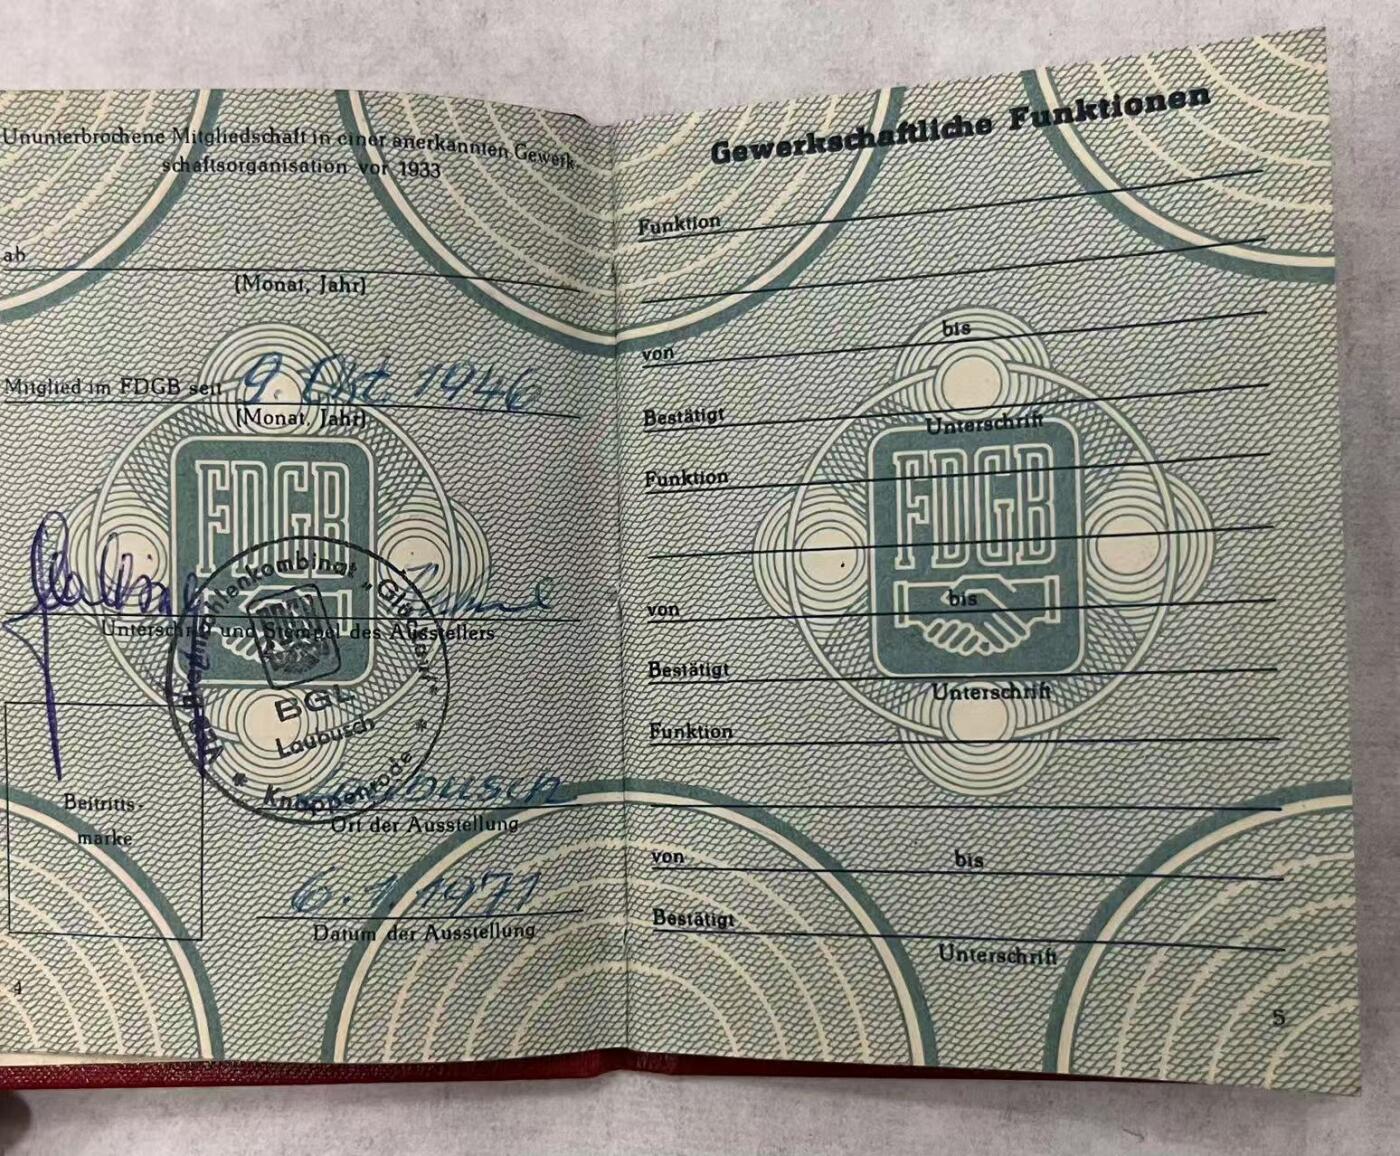 Ununterbrochene Mitgliedschaft in einer anerkannten Gewerk-
schaftsorganisation vor 1933
ab
(Monat, Jahr)
Mitglied im FDGB seit 9. Okt. 1946
(Monat, Jahr)
FDGB
Unterschrift und Stempel des Ausstellers
VEB Braunkohlenkombinat „Glückauf“
BGL
Laubusch
* Knappenrode *
Beitritts-
marke
Laubusch
Ort der Ausstellung
6.1.1971
Datum der Ausstellung
4
Gewerkschaftliche Funktionen
Funktion
von bis
Bestätigt
Unterschrift
Funktion
FDGB
von bis
Bestätigt
Unterschrift
Funktion
von bis
Bestätigt
Unterschrift
5